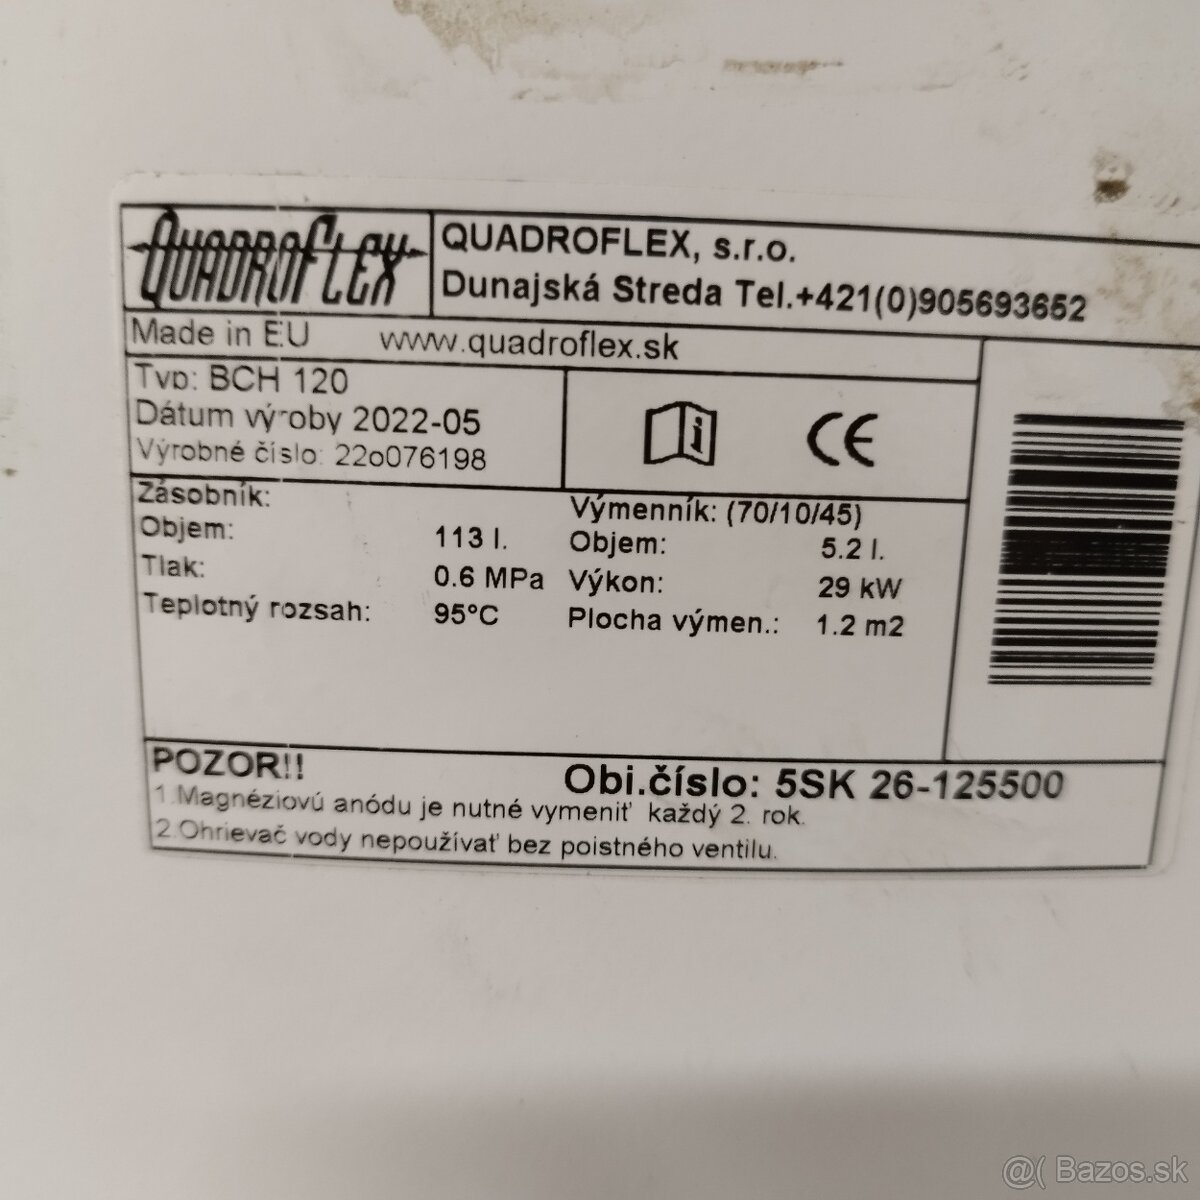 QUADROFLEX
QUADROFLEX, s.r.o.
Dunajská Streda Tel.+421(0)905693652
Made in EU www.quadroflex.sk
Typ: BCH 120
Dátum výroby 2022-05
Výrobné číslo: 22o076198
i CE
Zásobník:
Objem: 113 l.
Tlak: 0.6 MPa
Teplotný rozsah: 95°C
Výmenník: (70/10/45)
Objem: 5.2 l.
Výkon: 29 kW
Plocha výmen.: 1.2 m2
POZOR!!
Obj.číslo: 5SK 26-125500
1.Magnéziovú anódu je nutné vymeniť každý 2. rok.
2.Ohrievač vody nepoužívať bez poistného ventilu.
@( Bazos.sk